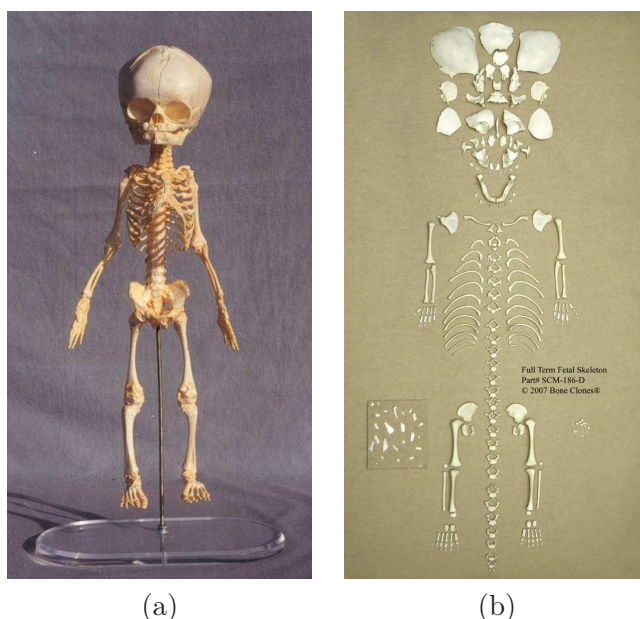 Full Term Fetal Skeleton
Part# SCM-186-D
© 2007 Bone Clones®
(a)
(b)